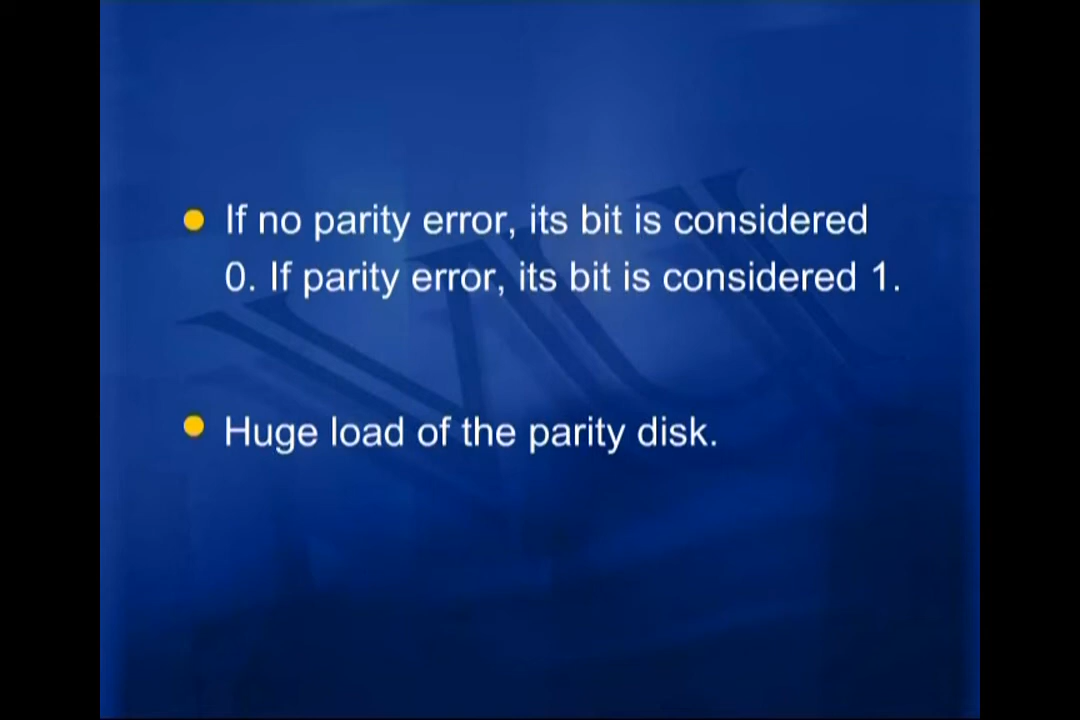 If no parity error, its bit is considered
0. If parity error, its bit is considered 1.
Huge load of the parity disk.
VU